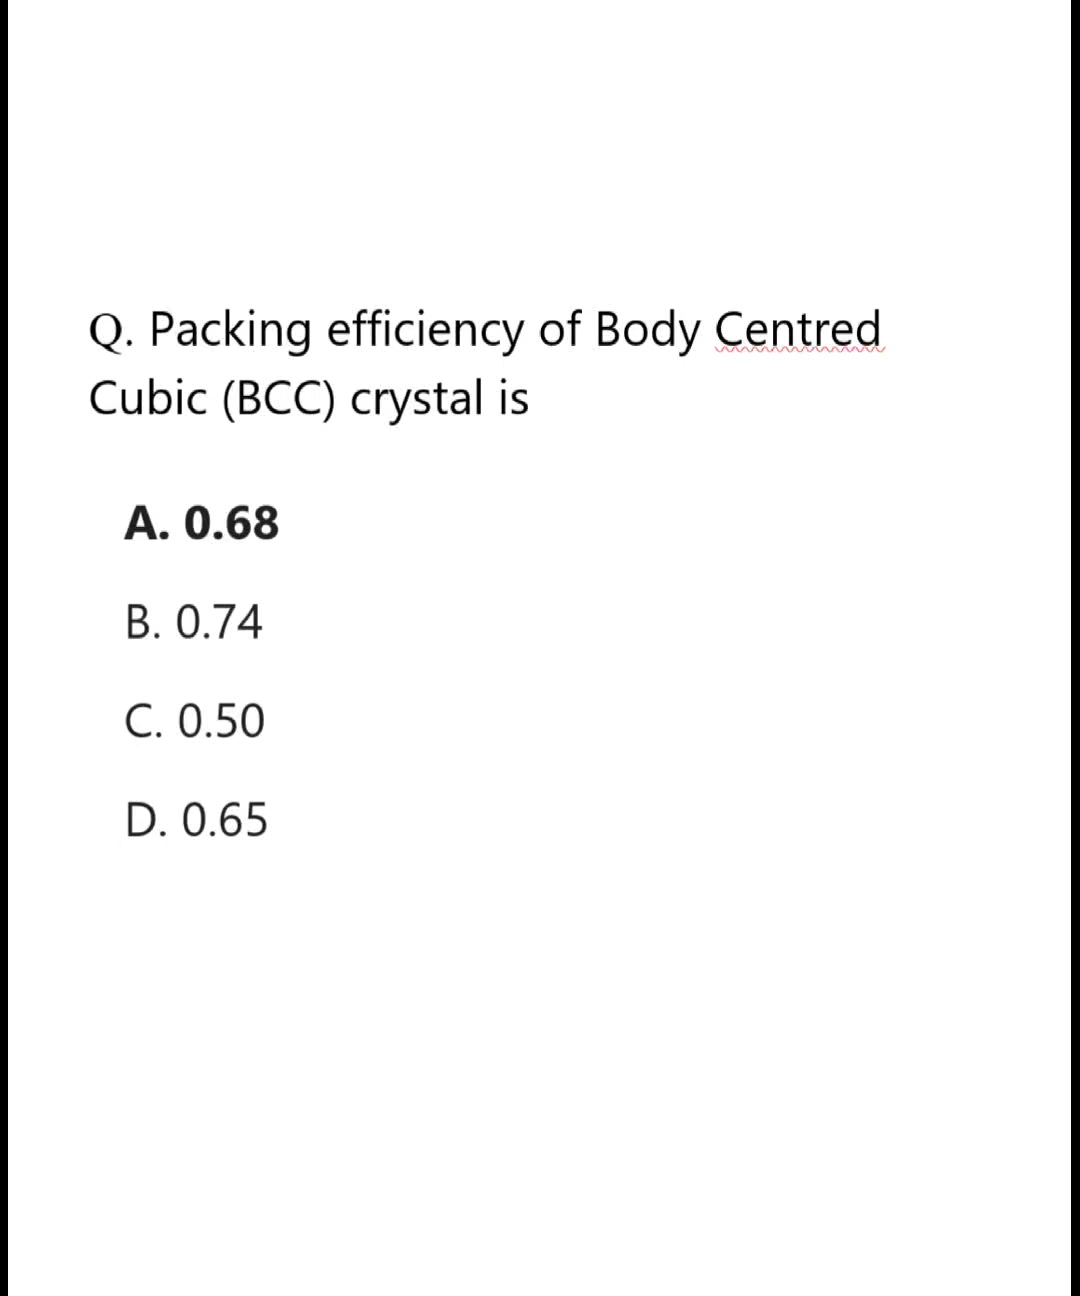 Q. Packing efficiency of Body Centred
Cubic (BCC) crystal is
A. 0.68
B. 0.74
C. 0.50
D. 0.65